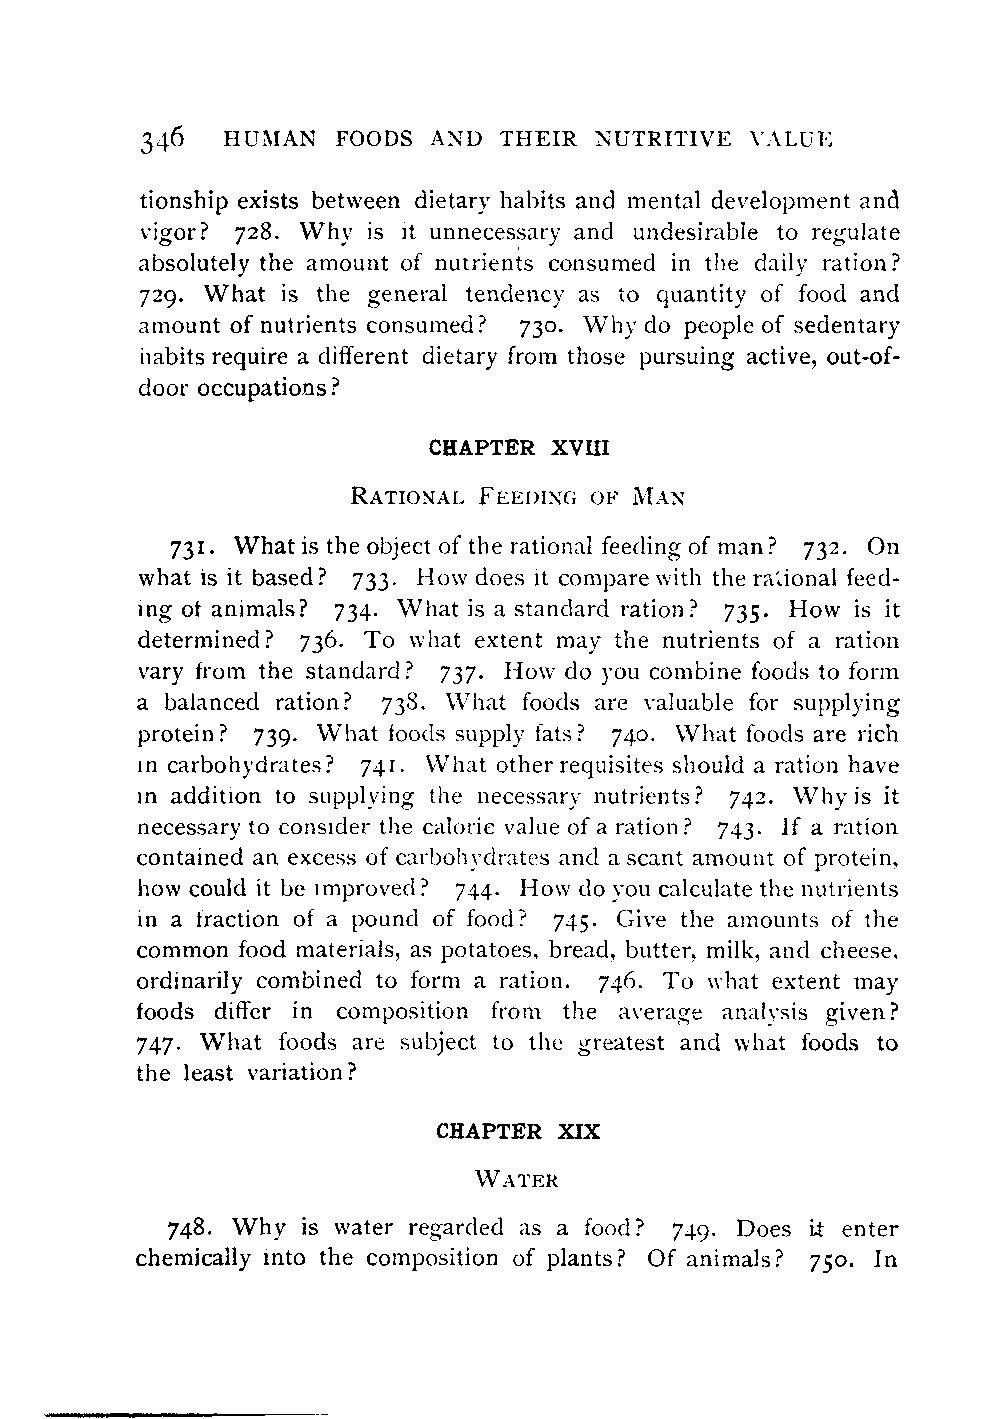 346 HUMAN FOODS AND THEIR NUTRITIVE VALUE
tionship exists between dietary habits and mental development and
vigor? 728. Why is it unnecessary and undesirable to regulate
absolutely the amount of nutrients consumed in the daily ration?
729. What is the general tendency as to quantity of food and
amount of nutrients consumed? 730. Why do people of sedentary
habits require a different dietary from those pursuing active, out-of-
door occupations?
CHAPTER XVIII
RATIONAL FEEDING OF MAN
731. What is the object of the rational feeding of man? 732. On
what is it based? 733. How does it compare with the rational feed-
ing of animals? 734. What is a standard ration? 735. How is it
determined? 736. To what extent may the nutrients of a ration
vary from the standard? 737. How do you combine foods to form
a balanced ration? 738. What foods are valuable for supplying
protein? 739. What foods supply fats? 740. What foods are rich
in carbohydrates? 741. What other requisites should a ration have
in addition to supplying the necessary nutrients? 742. Why is it
necessary to consider the caloric value of a ration? 743. If a ration
contained an excess of carbohydrates and a scant amount of protein,
how could it be improved? 744. How do you calculate the nutrients
in a fraction of a pound of food? 745. Give the amounts of the
common food materials, as potatoes, bread, butter, milk, and cheese,
ordinarily combined to form a ration. 746. To what extent may
foods differ in composition from the average analysis given?
747. What foods are subject to the greatest and what foods to
the least variation?
CHAPTER XIX
WATER
748. Why is water regarded as a food? 749. Does it enter
chemically into the composition of plants? Of animals? 750. In